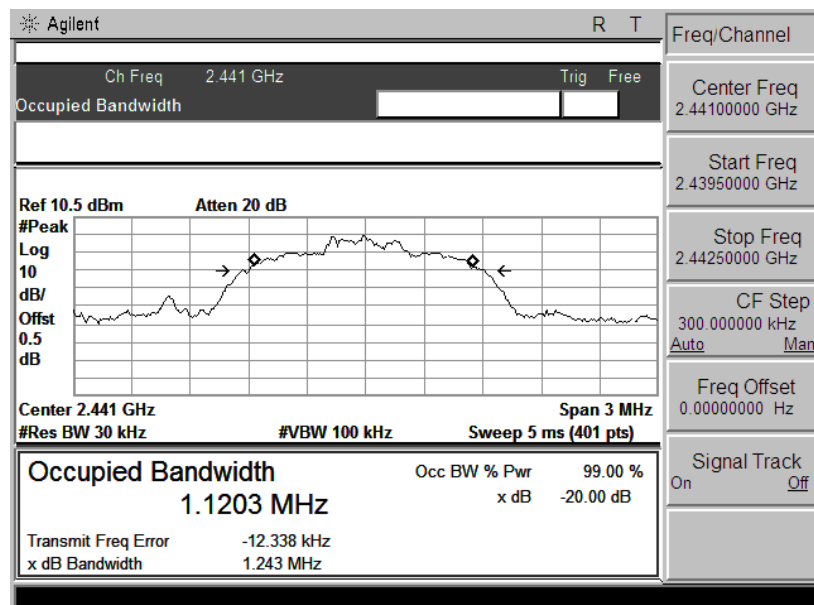 Agilent R T
Ch Freq 2.441 GHz Trig Free
Occupied Bandwidth
Ref 10.5 dBm Atten 20 dB
#Peak
Log
10
dB/
Offst
0.5
dB
Center 2.441 GHz Span 3 MHz
#Res BW 30 kHz #VBW 100 kHz Sweep 5 ms (401 pts)
Occupied Bandwidth Occ BW % Pwr 99.00 %
1.1203 MHz x dB -20.00 dB
Transmit Freq Error -12.338 kHz
x dB Bandwidth 1.243 MHz
Freq/Channel
Center Freq
2.44100000 GHz
Start Freq
2.43950000 GHz
Stop Freq
2.44250000 GHz
CF Step
300.000000 kHz
Auto Man
Freq Offset
0.00000000 Hz
Signal Track
On Off